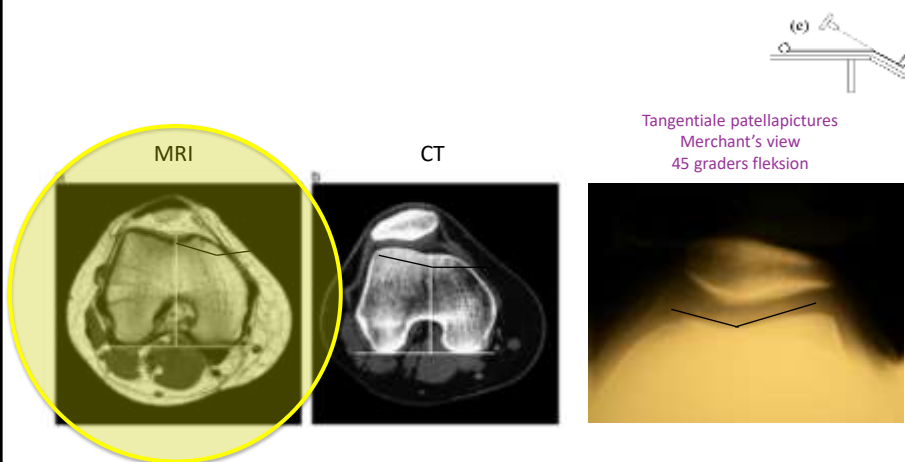 (e)
Tangentiale patellapictures
Merchant's view
45 graders fleksion
MRI
CT